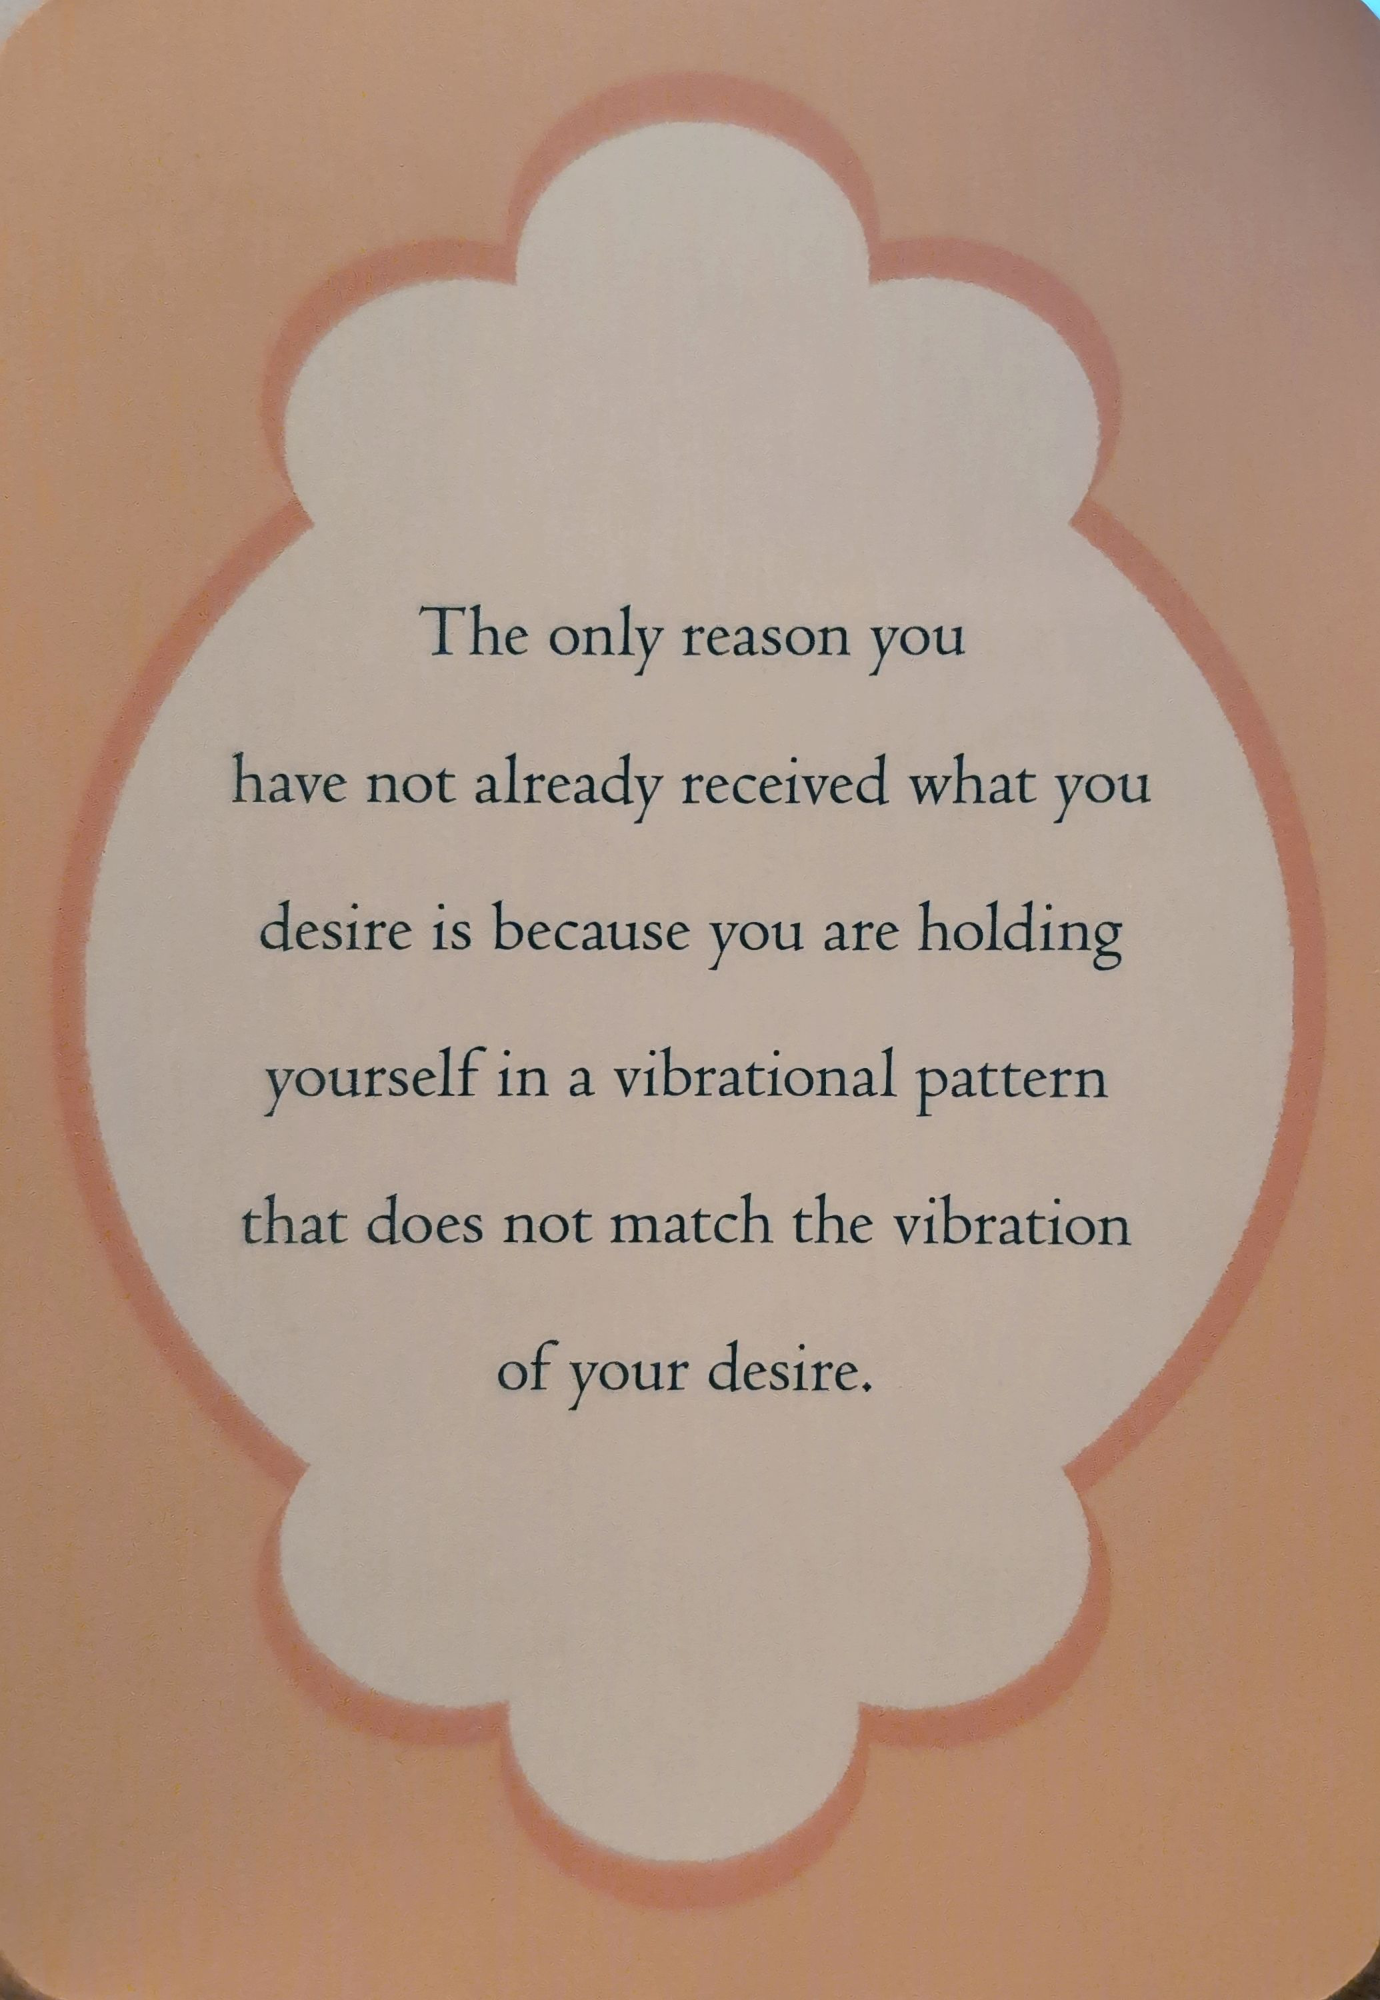 The only reason you
have not already received what you
desire is because you are holding
yourself in a vibrational pattern
that does not match the vibration
of your desire.